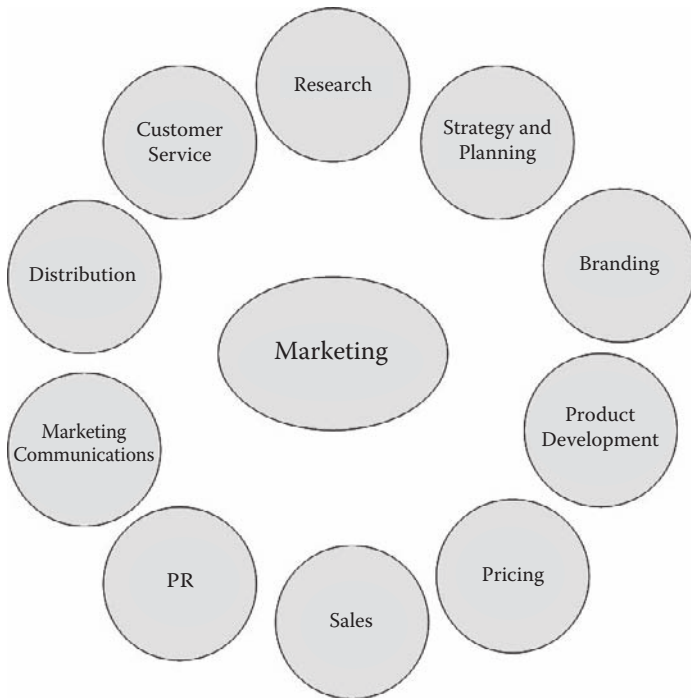 Research
Strategy and
Planning
Branding
Product
Development
Pricing
Sales
PR
Marketing
Communications
Distribution
Customer
Service
Marketing